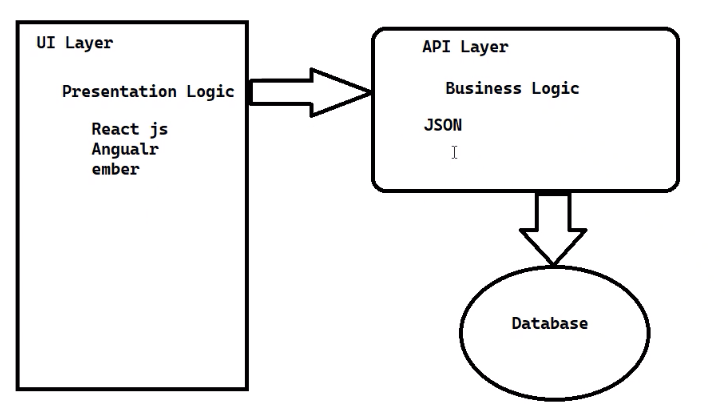 UI Layer
Presentation Logic
React js
Angualr
ember
API Layer
Business Logic
JSON
Database